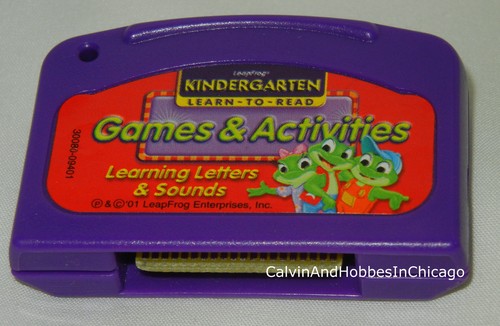 LeapFrog
KINDERGARTEN
LEARN-TO-READ
Games & Activities
Learning Letters
& Sounds
℗ & © '01 LeapFrog Enterprises, Inc.
30080-09401
CalvinAndHobbesInChicago